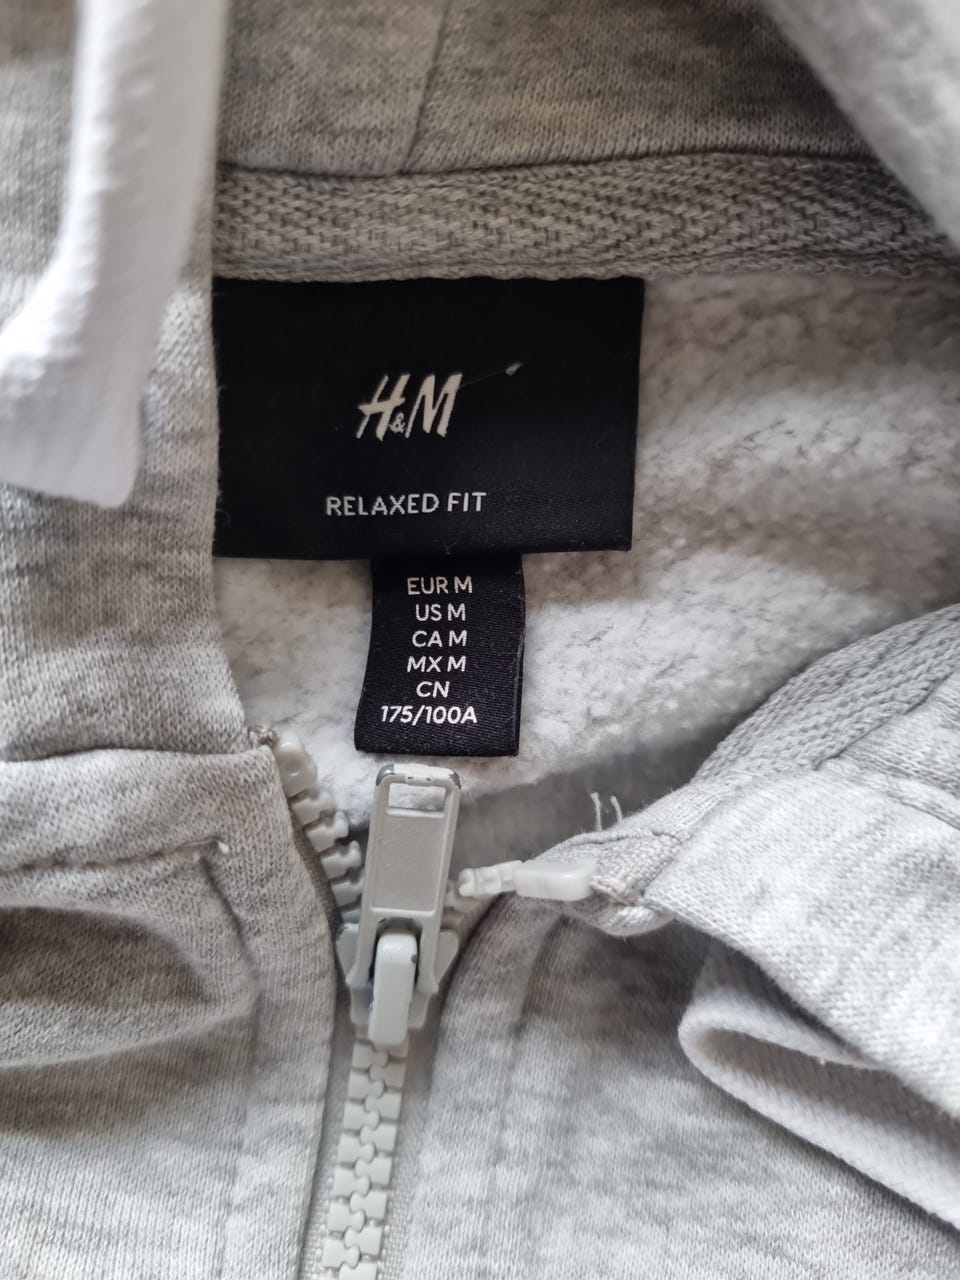 H&M
RELAXED FIT
EUR M
US M
CA M
MX M
CN
175/100A